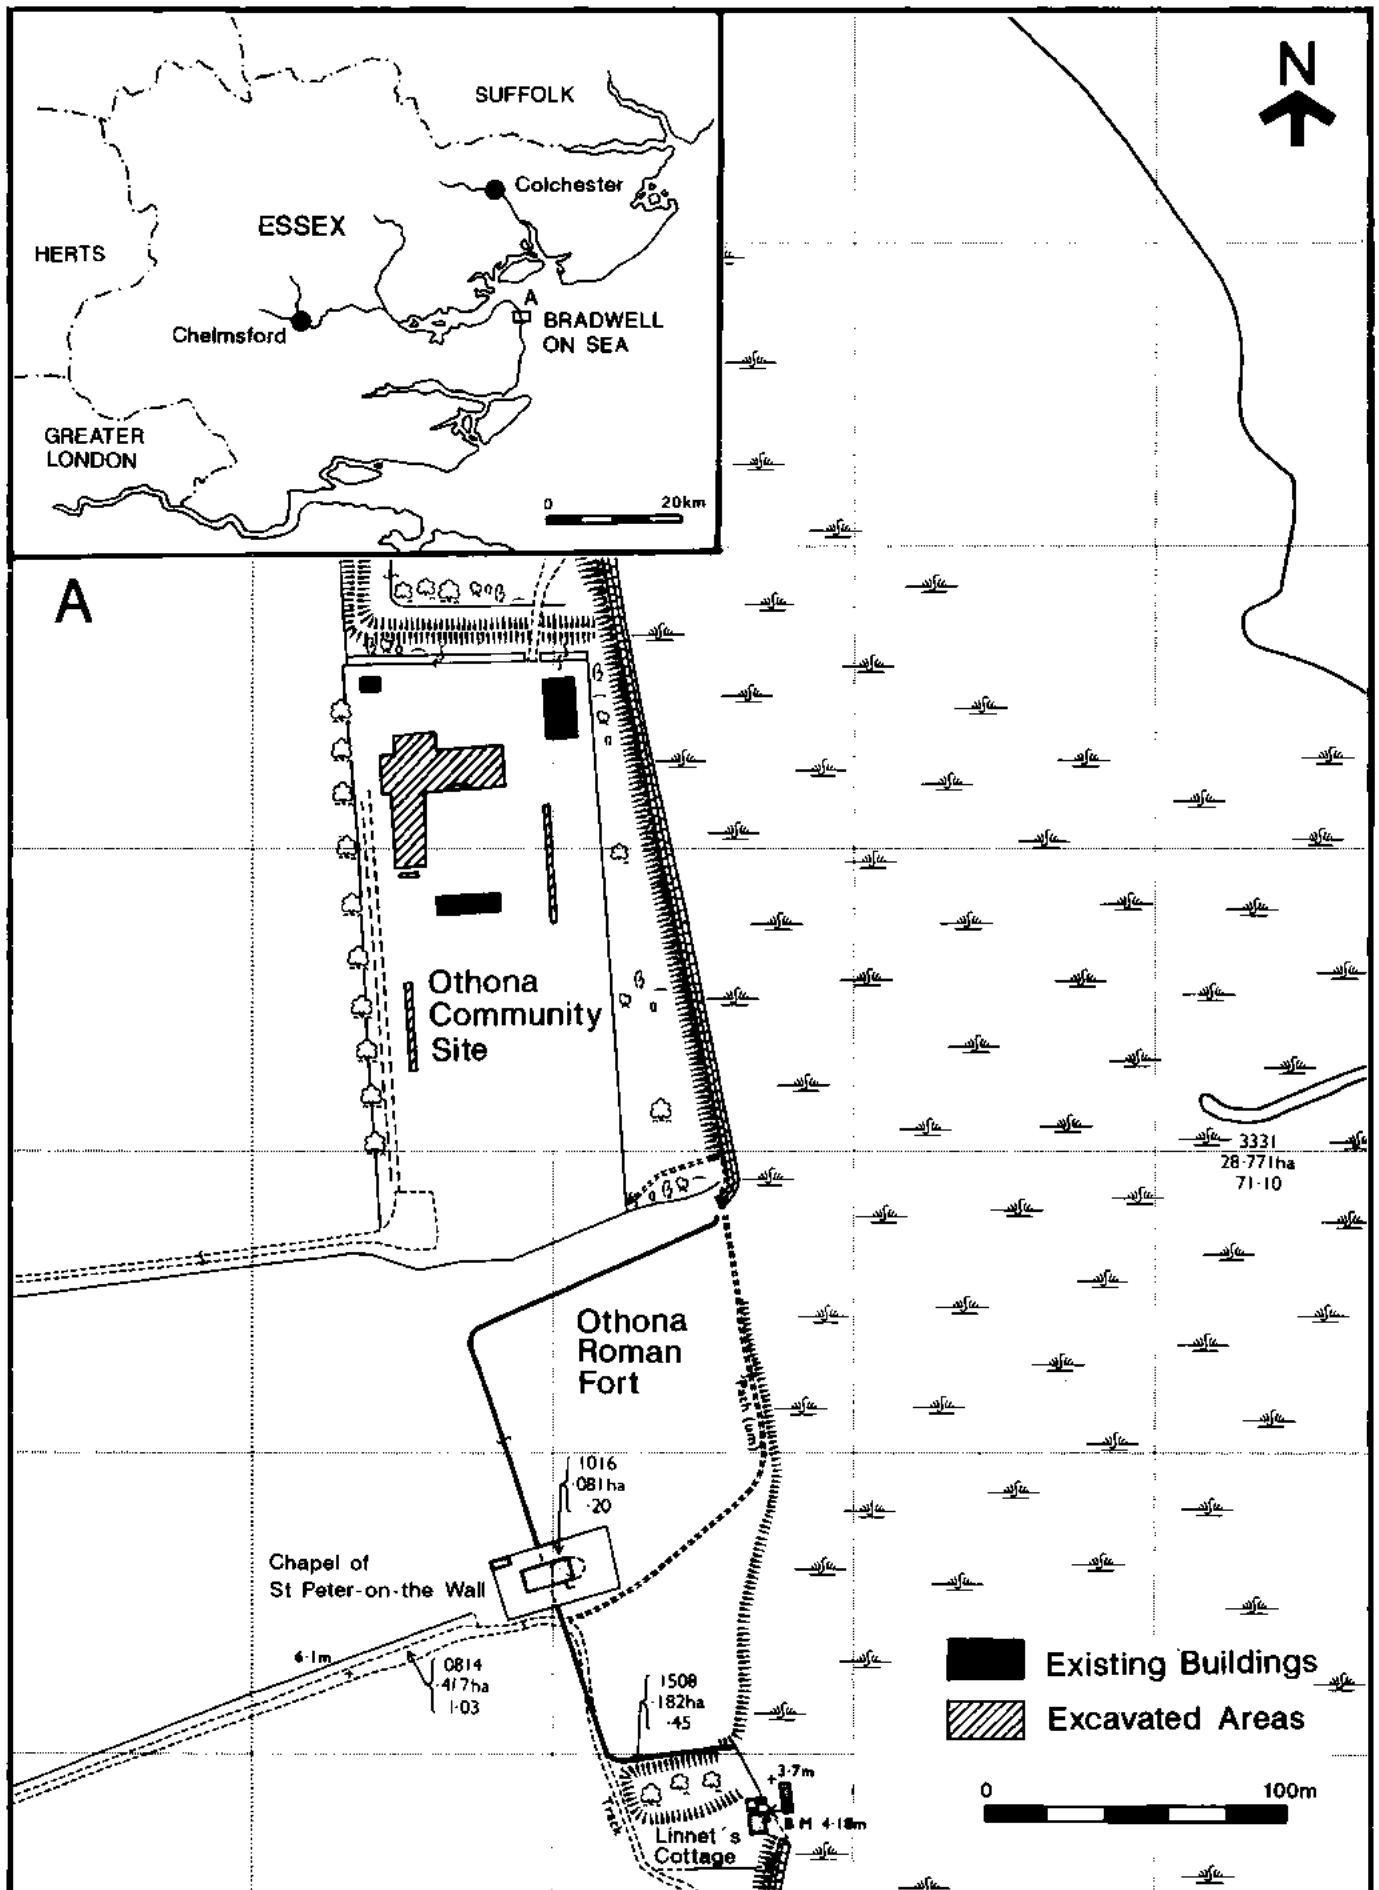 N
SUFFOLK
Colchester
ESSEX
HERTS
A
BRADWELL
ON SEA
Chelmsford
GREATER
LONDON
0 20km
A
Othona
Community
Site
3331
28·771ha
71·10
Othona
Roman
Fort
Path (um)
1016
·081ha
·20
Chapel of
St Peter-on-the Wall
6·1m
0814
·417ha
1·03
1508
·182ha
·45
Existing Buildings
Excavated Areas
0 100m
+3·7m
B M 4·18m
Track
Linnet's
Cottage